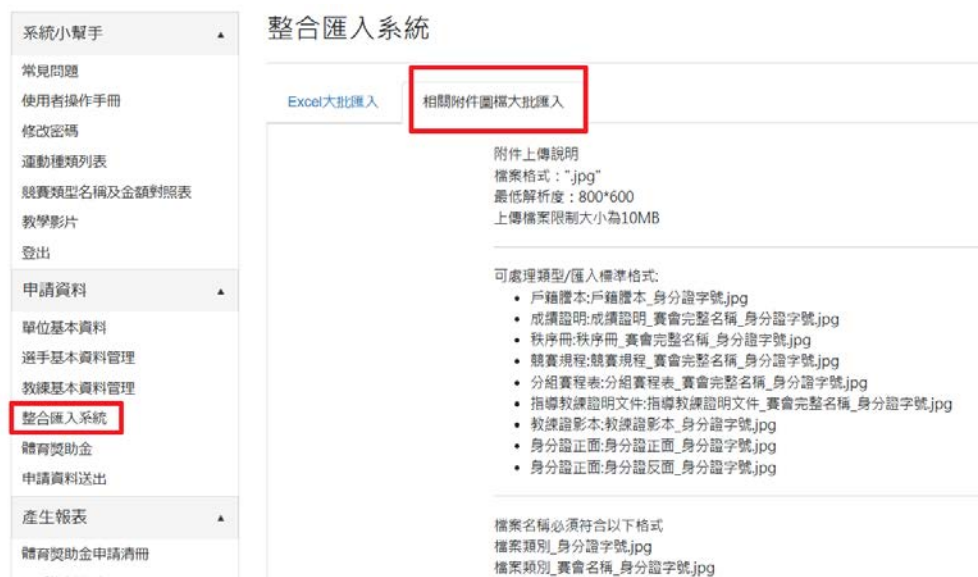 系統小幫手
常見問題
使用者操作手冊
修改密碼
運動種類列表
競賽類型名稱及金額對照表
教學影片
登出
申請資料
單位基本資料
選手基本資料管理
教練基本資料管理
整合匯入系統
體育獎助金
申請資料送出
產生報表
體育獎助金申請清冊
整合匯入系統
Excel大批匯入
相關附件圖檔大批匯入
附件上傳說明
檔案格式：".jpg"
最低解析度：800*600
上傳檔案限制大小為10MB
可處理類型/匯入標準格式:
• 戶籍謄本:戶籍謄本_身分證字號.jpg
• 成績證明:成績證明_賽會完整名稱_身分證字號.jpg
• 秩序冊:秩序冊_賽會完整名稱_身分證字號.jpg
• 競賽規程:競賽規程_賽會完整名稱_身分證字號.jpg
• 分組賽程表:分組賽程表_賽會完整名稱_身分證字號.jpg
• 指導教練證明文件:指導教練證明文件_賽會完整名稱_身分證字號.jpg
• 教練證影本:教練證影本_身分證字號.jpg
• 身分證正面:身分證正面_身分證字號.jpg
• 身分證正面:身分證反面_身分證字號.jpg
檔案名稱必須符合以下格式
檔案類別_身分證字號.jpg
檔案類別_賽會名稱_身分證字號.jpg